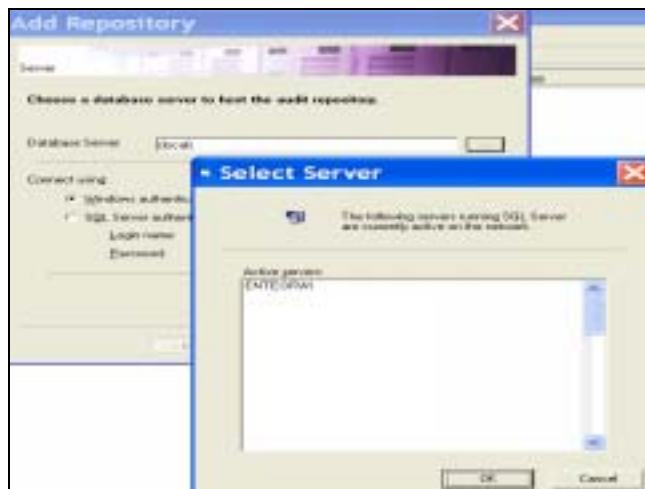 Add Repository
Server
Choose a database server to host the audit repository.
Database Server (local)
Connect using
Windows authentic
SQL Server authen
Login name
Password
Select Server
The following servers running SQL Server
are currently active on the network.
Active servers
OK
Cancel